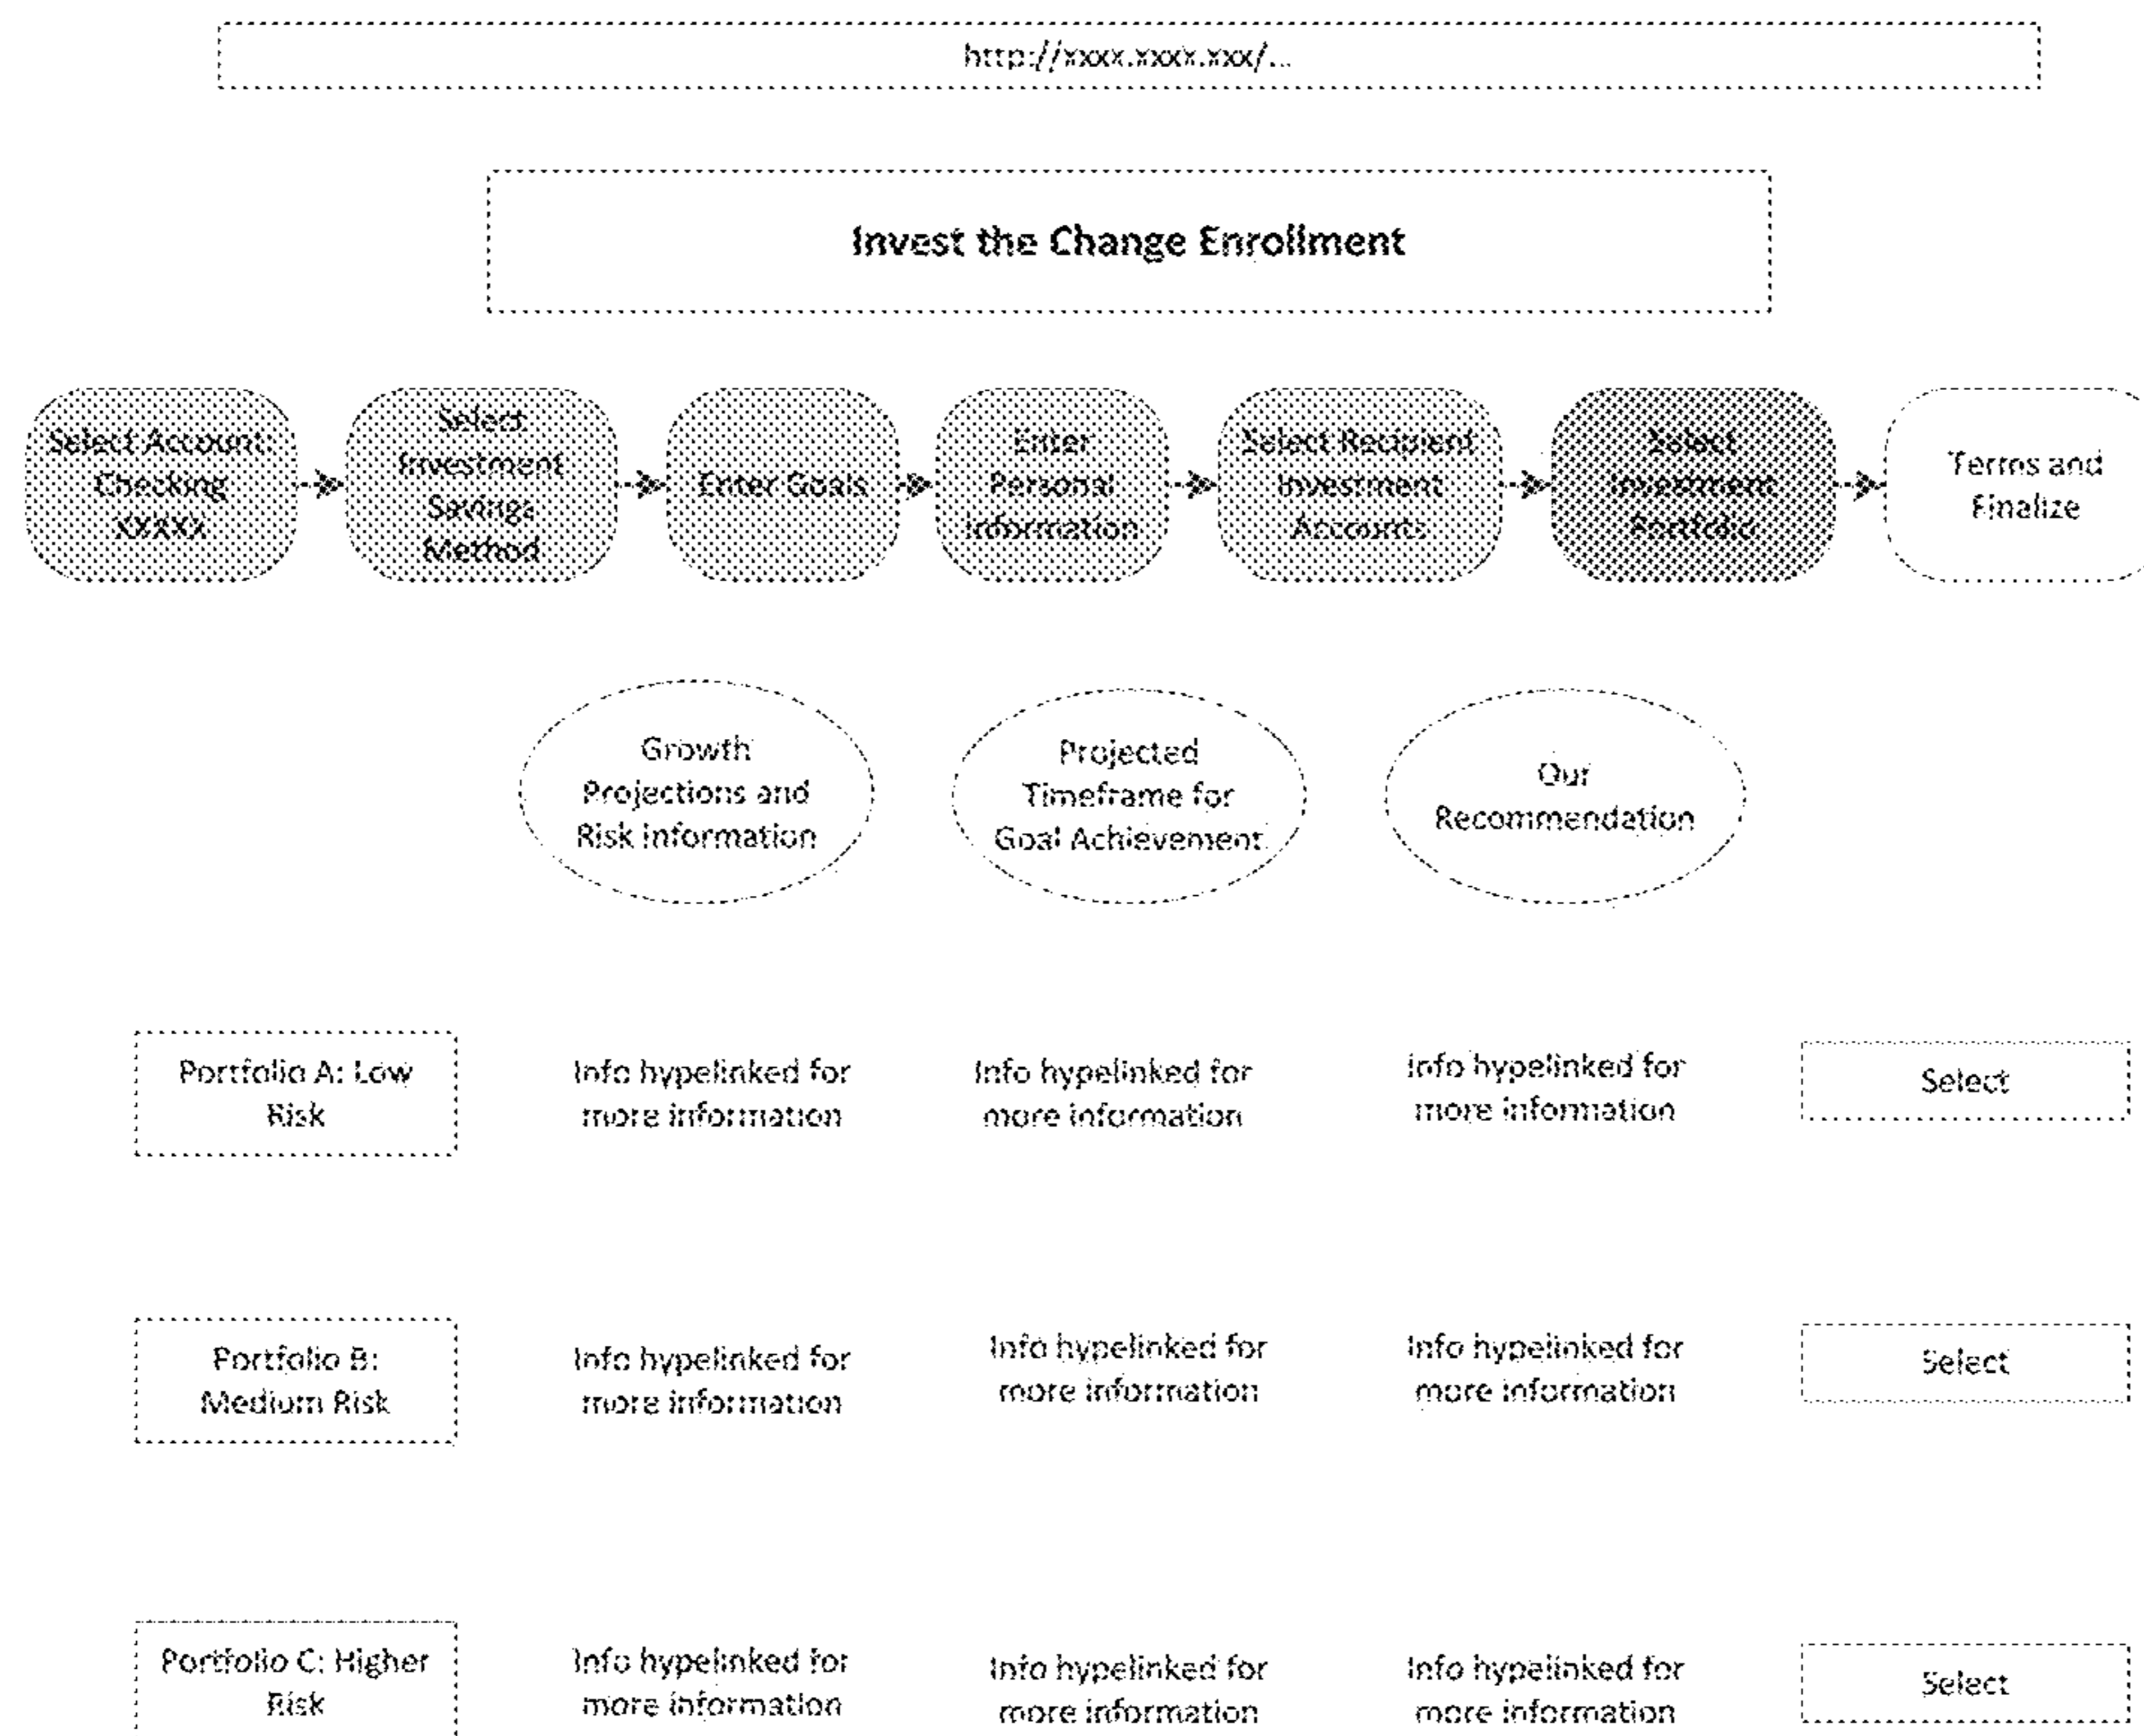 http://xxxx.xxxx.xxx/...
Invest the Change Enrollment
Select Account:
Checking
XXXXX
Select
Investment
Savings
Method
Enter Goals
Enter
Personal
Information
Select Recipient
Investment
Accounts
Select
Investment
Portfolio
Terms and
Finalize
Growth
Projections and
Risk information
Projected
Timeframe for
Goal Achievement
Our
Recommendation
Portfolio A: Low
Risk
Info hypelinked for
more information
Info hypelinked for
more information
Info hypelinked for
more information
Select
Portfolio B:
Medium Risk
Info hypelinked for
more information
Info hypelinked for
more information
Info hypelinked for
more information
Select
Portfolio C: Higher
Risk
Info hypelinked for
more information
Info hypelinked for
more information
Info hypelinked for
more information
Select